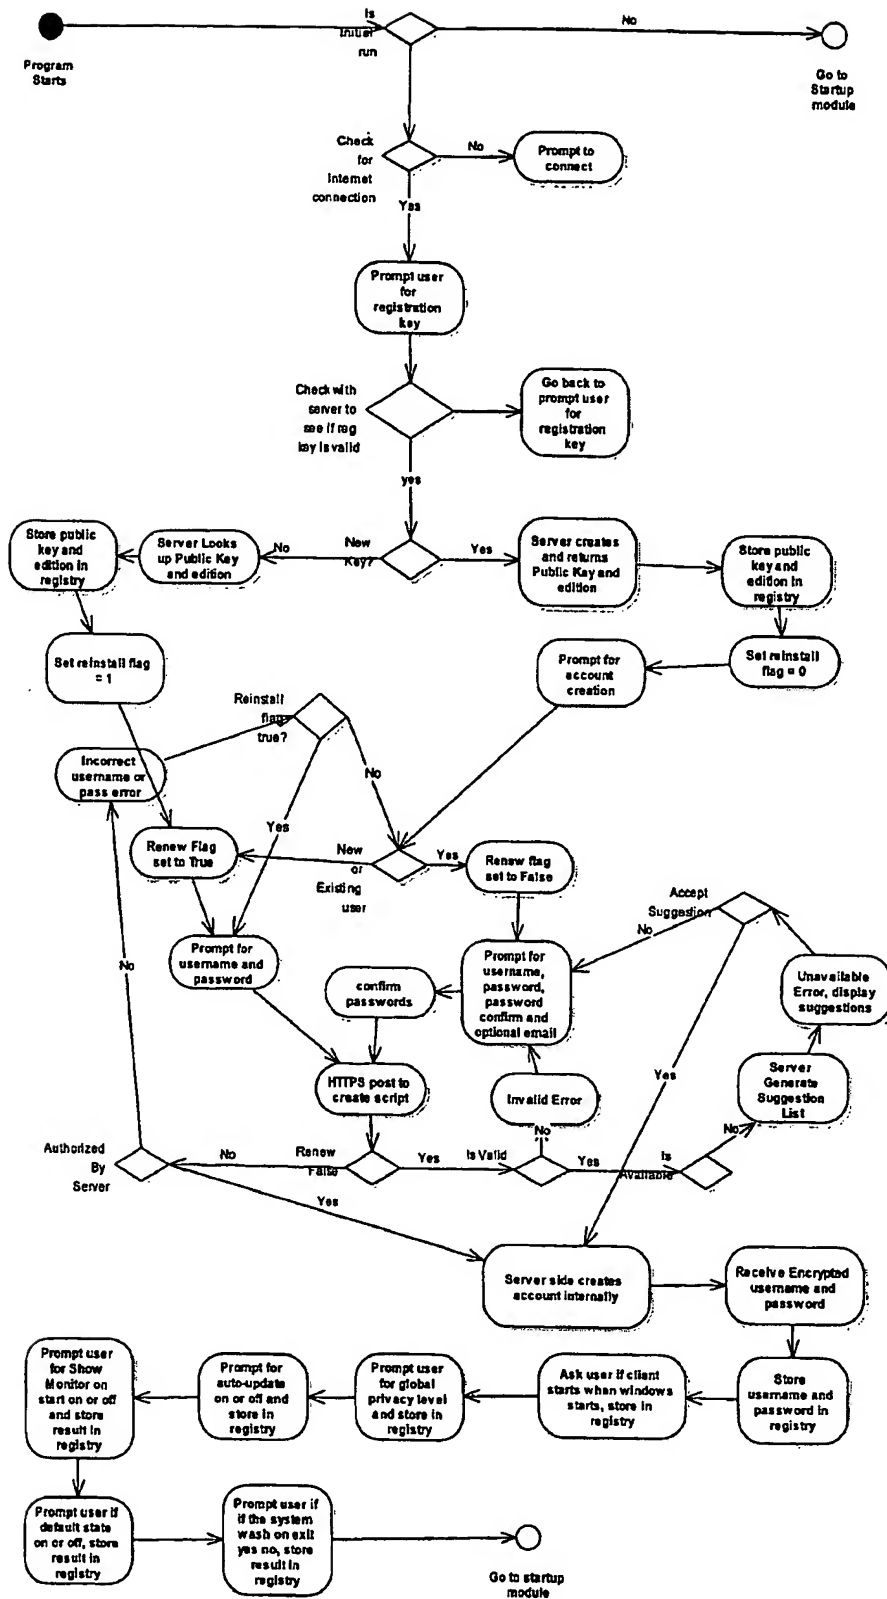 Is
Initial
run
No
Program
Starts
Go to
Startup
module
Check
for
Internet
connection
No
Prompt to
connect
Yes
Prompt user
for
registration
key
Check with
server to
see if reg
key is valid
Go back to
prompt user
for
registration
key
yes
Store public
key and
edition in
registry
Server Looks
up Public Key
and edition
No
New
Key?
Yes
Server creates
and returns
Public Key and
edition
Store public
key and
edition in
registry
Set reinstall flag
= 1
Prompt for
account
creation
Set reinstall
flag = 0
Reinstall
flag
true?
Incorrect
username or
pass error
No
Yes
Renew Flag
set to True
New
or
Existing
user
Yes
Renew flag
set to False
Accept
Suggestion
No
No
Prompt for
username and
password
confirm
passwords
Prompt for
username,
password,
password
confirm and
optional email
Unavailable
Error, display
suggestions
Yes
HTTPS post to
create script
Invalid Error
Server
Generate
Suggestion
List
No
No
Authorized
By
Server
No
Renew
False
Yes
Is Valid
Yes
Is
Available
Yes
Server side creates
account internally
Receive Encrypted
username and
password
Prompt user
for Show
Monitor on
start on or off
and store
result in
registry
Prompt for
auto-update
on or off and
store in
registry
Prompt user
for global
privacy level
and store in
registry
Ask user if client
starts when windows
starts, store in
registry
Store
username and
password in
registry
Prompt user if
default state
on or off, store
result in
registry
Prompt user if
if the system
wash on exit
yes no, store
result in
registry
Go to startup
module